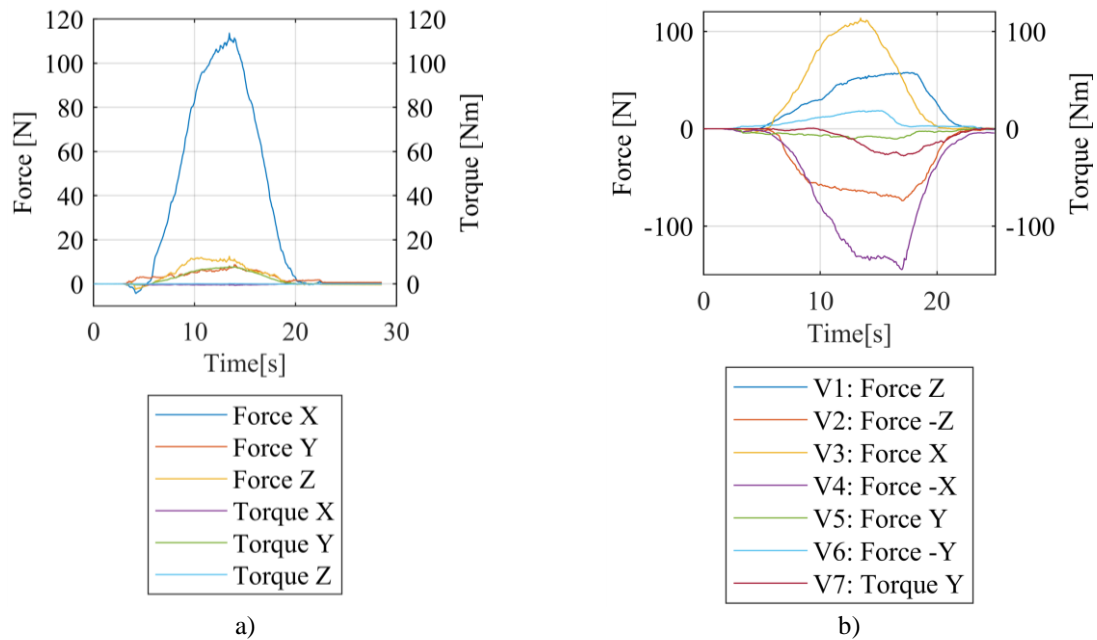 120
100
80
60
40
20
0
Force [N]
120
100
80
60
40
20
0
Torque [Nm]
0
10
20
30
Time[s]
Force X
Force Y
Force Z
Torque X
Torque Y
Torque Z
a)
100
0
-100
Force [N]
100
0
-100
Torque [Nm]
0
10
20
Time[s]
V1: Force Z
V2: Force -Z
V3: Force X
V4: Force -X
V5: Force Y
V6: Force -Y
V7: Torque Y
b)